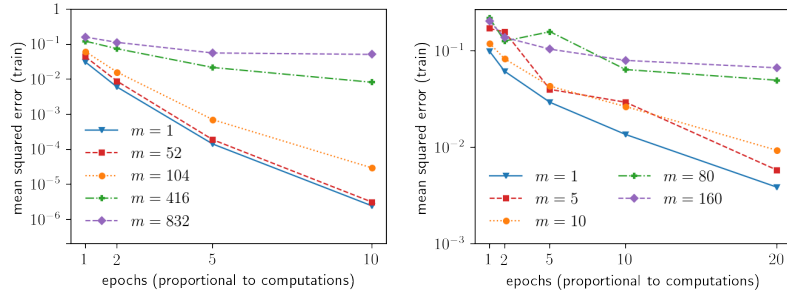 mean squared error (train)
1
10⁻¹
10⁻²
10⁻³
10⁻⁴
10⁻⁵
10⁻⁶
m = 1
m = 52
m = 104
m = 416
m = 832
1 2 5 10
epochs (proportional to computations)
mean squared error (train)
10⁻¹
10⁻²
10⁻³
m = 1
m = 5
m = 10
m = 80
m = 160
1 2 5 10 20
epochs (proportional to computations)